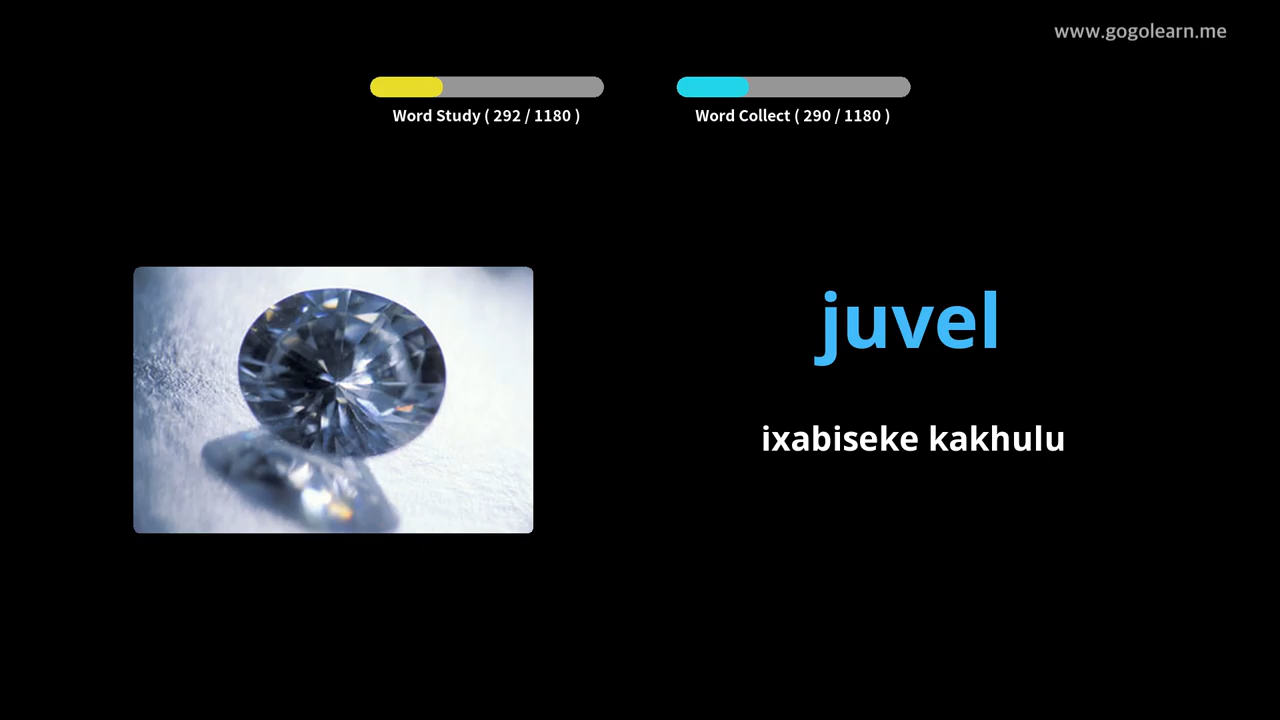 www.gogolearn.me
Word Study ( 292 / 1180 )
Word Collect ( 290 / 1180 )
juvel
ixabiseke kakhulu